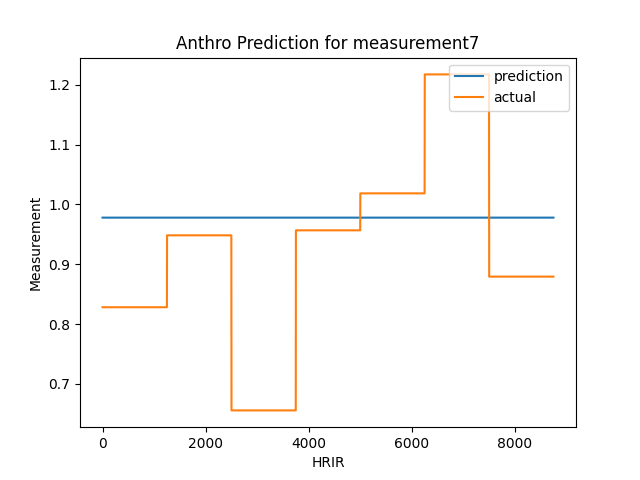 Anthro Prediction for measurement7
prediction
actual
1.2
1.1
1.0
0.9
0.8
0.7
Measurement
0
2000
4000
6000
8000
HRIR